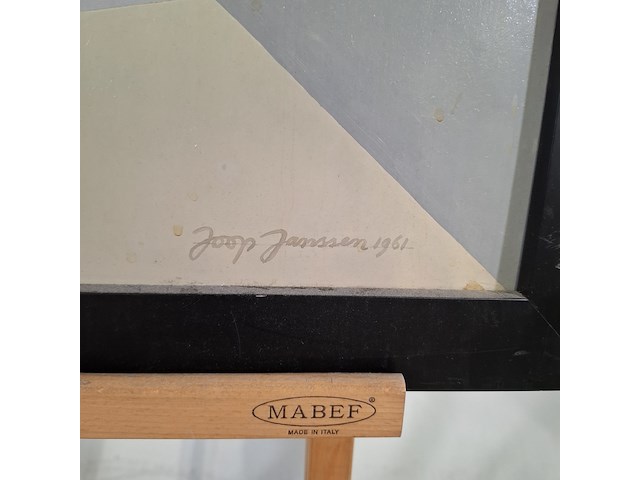 Joop Janssen 1961
MABEF®
MADE IN ITALY